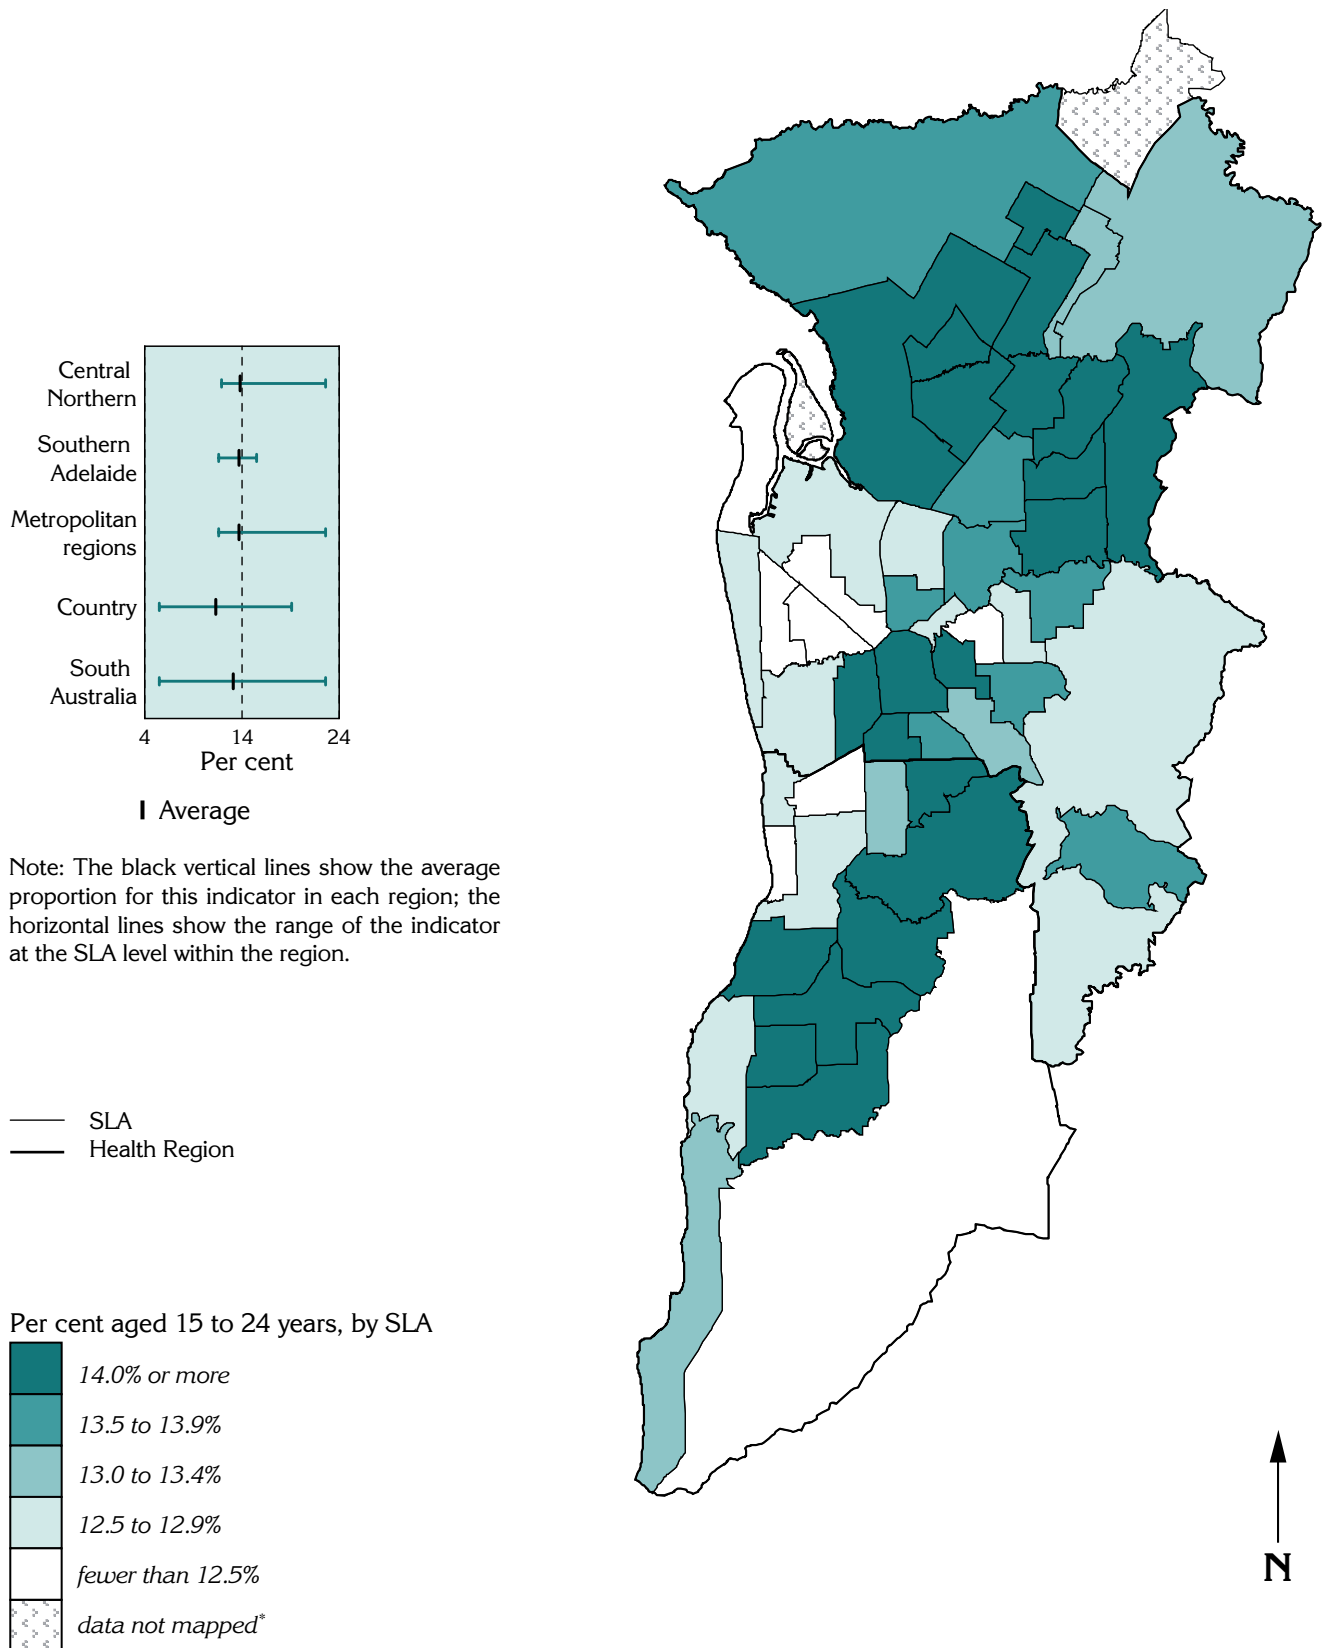 Central
Northern
Southern
Adelaide
Metropolitan
regions
Country
South
Australia
4 14 24
Per cent
Average
Note: The black vertical lines show the average
proportion for this indicator in each region; the
horizontal lines show the range of the indicator
at the SLA level within the region.
SLA
Health Region
Per cent aged 15 to 24 years, by SLA
14.0% or more
13.5 to 13.9%
13.0 to 13.4%
12.5 to 12.9%
fewer than 12.5%
data not mapped*
N